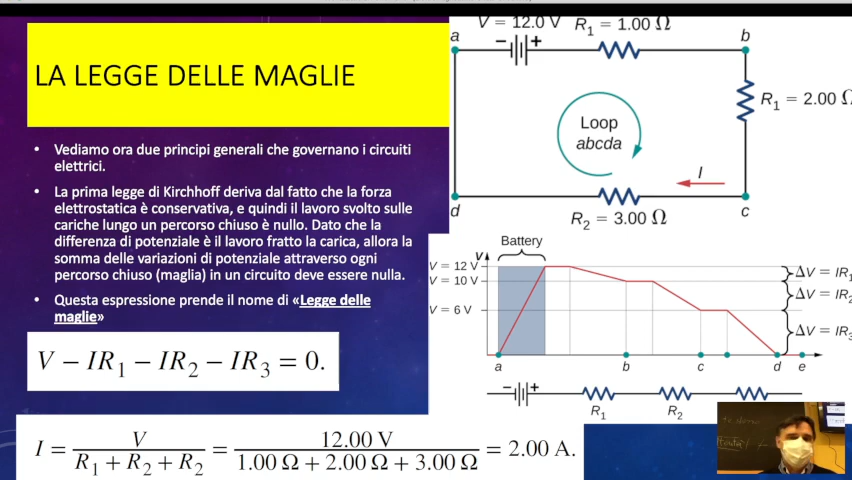 LA LEGGE DELLE MAGLIE
• Vediamo ora due principi generali che governano i circuiti
elettrici.
• La prima legge di Kirchhoff deriva dal fatto che la forza
elettrostatica è conservativa, e quindi il lavoro svolto sulle
cariche lungo un percorso chiuso è nullo. Dato che la
differenza di potenziale è il lavoro fratto la carica, allora la
somma delle variazioni di potenziale attraverso ogni
percorso chiuso (maglia) in un circuito deve essere nulla.
• Questa espressione prende il nome di «Legge delle
maglie»
V − IR₁ − IR₂ − IR₃ = 0.
I = V / (R₁ + R₂ + R₂) = 12.00 V / (1.00 Ω + 2.00 Ω + 3.00 Ω) = 2.00 A.
V = 12.0 V R₁ = 1.00 Ω
a − + b
R₁ = 2.00 Ω
Loop
abcda
I
d c
R₂ = 3.00 Ω
Battery
V
V = 12 V ΔV = IR₁
V = 10 V ΔV = IR₂
V = 6 V ΔV = IR₃
a b c d e
− +
R₁ R₂